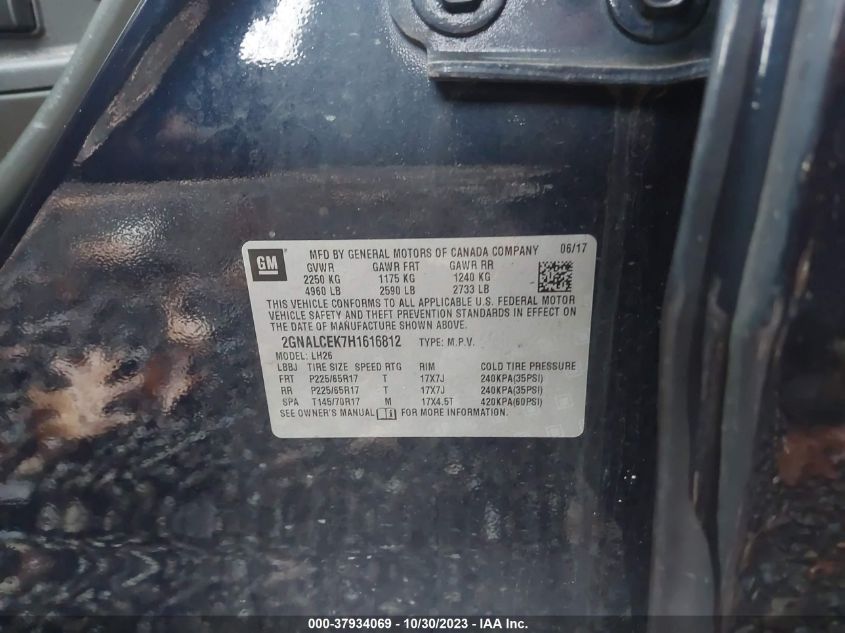 GM
MFD BY GENERAL MOTORS OF CANADA COMPANY 06/17
GVWR GAWR FRT GAWR RR
2250 KG 1175 KG 1240 KG
4960 LB 2590 LB 2733 LB
THIS VEHICLE CONFORMS TO ALL APPLICABLE U.S. FEDERAL MOTOR
VEHICLE SAFETY AND THEFT PREVENTION STANDARDS IN EFFECT ON
THE DATE OF MANUFACTURE SHOWN ABOVE.
2GNALCEK7H1616812 TYPE: M.P.V.
MODEL: LH26
LBBJ TIRE SIZE SPEED RTG RIM COLD TIRE PRESSURE
FRT P225/65R17 T 17X7J 240KPA(35PSI)
RR P225/65R17 T 17X7J 240KPA(35PSI)
SPA T145/70R17 M 17X4.5T 420KPA(60PSI)
SEE OWNER'S MANUAL FOR MORE INFORMATION.
000-37934069 - 10/30/2023 - IAA Inc.